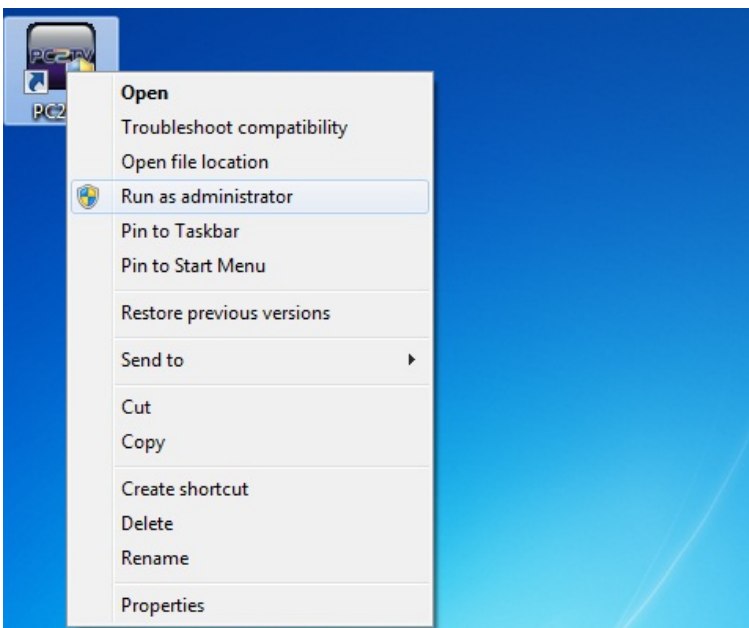 PC2TV
PC2
Open
Troubleshoot compatibility
Open file location
Run as administrator
Pin to Taskbar
Pin to Start Menu
Restore previous versions
Send to
Cut
Copy
Create shortcut
Delete
Rename
Properties